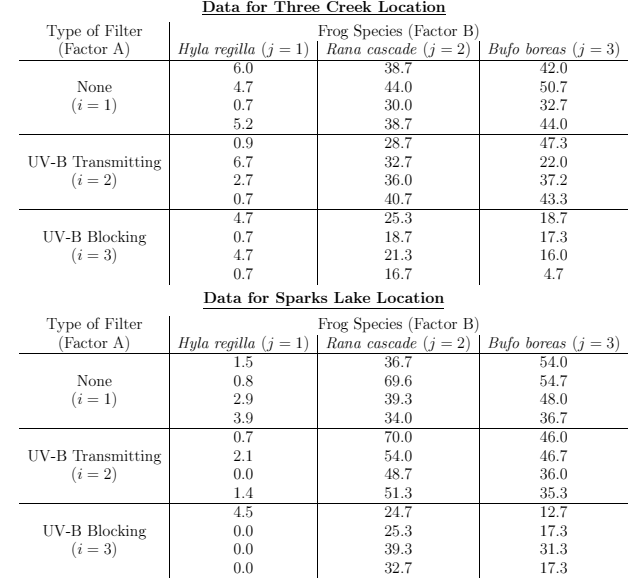 Data for Three Creek Location
Type of Filter Frog Species (Factor B)
(Factor A) Hyla regilla (j = 1) Rana cascade (j = 2) Bufo boreas (j = 3)
6.0 38.7 42.0
None 4.7 44.0 50.7
(i = 1) 0.7 30.0 32.7
5.2 38.7 44.0
0.9 28.7 47.3
UV-B Transmitting 6.7 32.7 22.0
(i = 2) 2.7 36.0 37.2
0.7 40.7 43.3
4.7 25.3 18.7
UV-B Blocking 0.7 18.7 17.3
(i = 3) 4.7 21.3 16.0
0.7 16.7 4.7
Data for Sparks Lake Location
Type of Filter Frog Species (Factor B)
(Factor A) Hyla regilla (j = 1) Rana cascade (j = 2) Bufo boreas (j = 3)
1.5 36.7 54.0
None 0.8 69.6 54.7
(i = 1) 2.9 39.3 48.0
3.9 34.0 36.7
0.7 70.0 46.0
UV-B Transmitting 2.1 54.0 46.7
(i = 2) 0.0 48.7 36.0
1.4 51.3 35.3
4.5 24.7 12.7
UV-B Blocking 0.0 25.3 17.3
(i = 3) 0.0 39.3 31.3
0.0 32.7 17.3